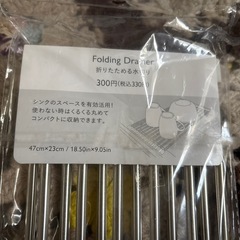 Folding Drainer
折りたためる水切り
300円(税込330円)
シンクのスペースを有効活用!
使わない時はくるくる丸めて
コンパクトに収納できます。
47cm×23cm / 18.50in×9.05in